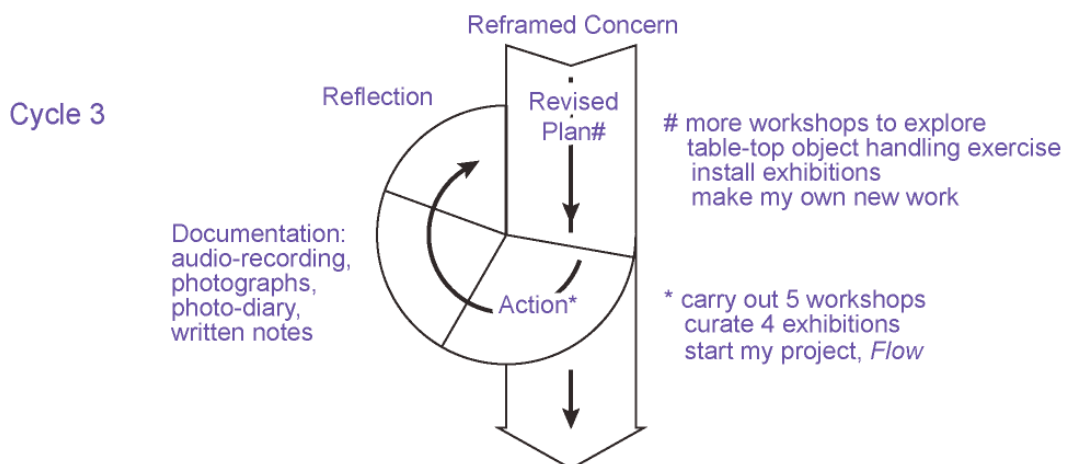 Reframed Concern
Cycle 3
Reflection
Revised
Plan#
# more workshops to explore
table-top object handling exercise
install exhibitions
make my own new work
Documentation:
audio-recording,
photographs,
photo-diary,
written notes
Action*
* carry out 5 workshops
curate 4 exhibitions
start my project, Flow